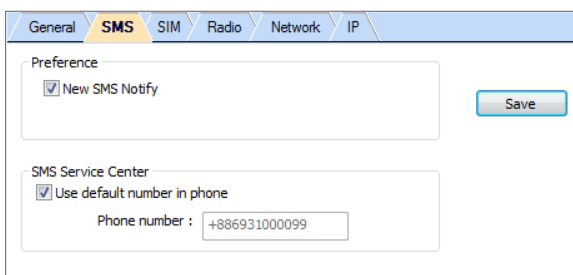 General SMS SIM Radio Network IP
Preference
New SMS Notify
Save
SMS Service Center
Use default number in phone
Phone number : +886931000099